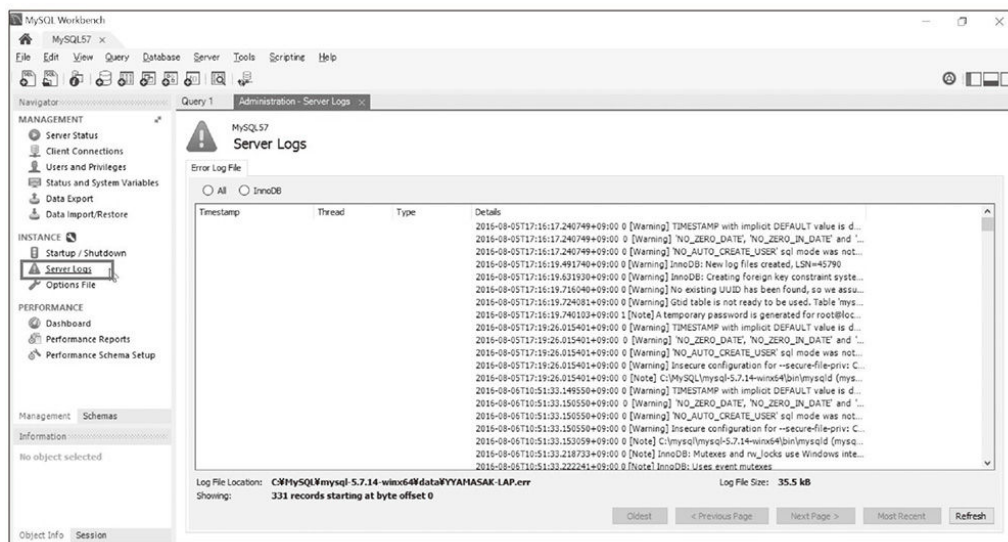 MySQL Workbench
MySQL57 ×
File Edit View Query Database Server Tools Scripting Help
Navigator
MANAGEMENT
Server Status
Client Connections
Users and Privileges
Status and System Variables
Data Export
Data Import/Restore
INSTANCE
Startup / Shutdown
Server Logs
Options File
PERFORMANCE
Dashboard
Performance Reports
Performance Schema Setup
Management Schemas
Information
No object selected
Object Info Session
Query 1 Administration - Server Logs ×
MySQL57
Server Logs
Error Log File
All InnoDB
Timestamp Thread Type Details
2016-08-05T17:16:17.240749+09:00 0 [Warning] TIMESTAMP with implicit DEFAULT value is d...
2016-08-05T17:16:17.240749+09:00 0 [Warning] 'NO_ZERO_DATE', 'NO_ZERO_IN_DATE' and '...
2016-08-05T17:16:17.240749+09:00 0 [Warning] 'NO_AUTO_CREATE_USER' sql mode was not...
2016-08-05T17:16:19.491740+09:00 0 [Warning] InnoDB: New log files created, LSN=45790
2016-08-05T17:16:19.631930+09:00 0 [Warning] InnoDB: Creating foreign key constraint syste...
2016-08-05T17:16:19.716040+09:00 0 [Warning] No existing UUID has been found, so we assu...
2016-08-05T17:16:19.724081+09:00 0 [Warning] Gtid table is not ready to be used. Table 'mys...
2016-08-05T17:16:19.740103+09:00 1 [Note] A temporary password is generated for root@loc...
2016-08-05T17:19:26.015401+09:00 0 [Warning] TIMESTAMP with implicit DEFAULT value is d...
2016-08-05T17:19:26.015401+09:00 0 [Warning] 'NO_ZERO_DATE', 'NO_ZERO_IN_DATE' and '...
2016-08-05T17:19:26.015401+09:00 0 [Warning] 'NO_AUTO_CREATE_USER' sql mode was not...
2016-08-05T17:19:26.015401+09:00 0 [Warning] Insecure configuration for --secure-file-priv: C...
2016-08-05T17:19:26.015401+09:00 0 [Note] C:\MySQL\mysql-5.7.14-winx64\bin\mysqld (mys...
2016-08-06T10:51:33.149550+09:00 0 [Warning] TIMESTAMP with implicit DEFAULT value is d...
2016-08-06T10:51:33.150550+09:00 0 [Warning] 'NO_ZERO_DATE', 'NO_ZERO_IN_DATE' and '...
2016-08-06T10:51:33.150550+09:00 0 [Warning] 'NO_AUTO_CREATE_USER' sql mode was not...
2016-08-06T10:51:33.150550+09:00 0 [Warning] Insecure configuration for --secure-file-priv: C...
2016-08-06T10:51:33.153059+09:00 0 [Note] C:\mysql\mysql-5.7.14-winx64\bin\mysqld (mysq...
2016-08-06T10:51:33.218733+09:00 0 [Note] InnoDB: Mutexes and rw_locks use Windows inte...
2016-08-06T10:51:33.222241+09:00 0 [Note] InnoDB: Uses event mutexes
Log File Location: C:¥MySQL¥mysql-5.7.14-winx64¥data¥YYAMASAK-LAP.err Log File Size: 35.5 kB
Showing: 331 records starting at byte offset 0
Oldest < Previous Page Next Page > Most Recent Refresh